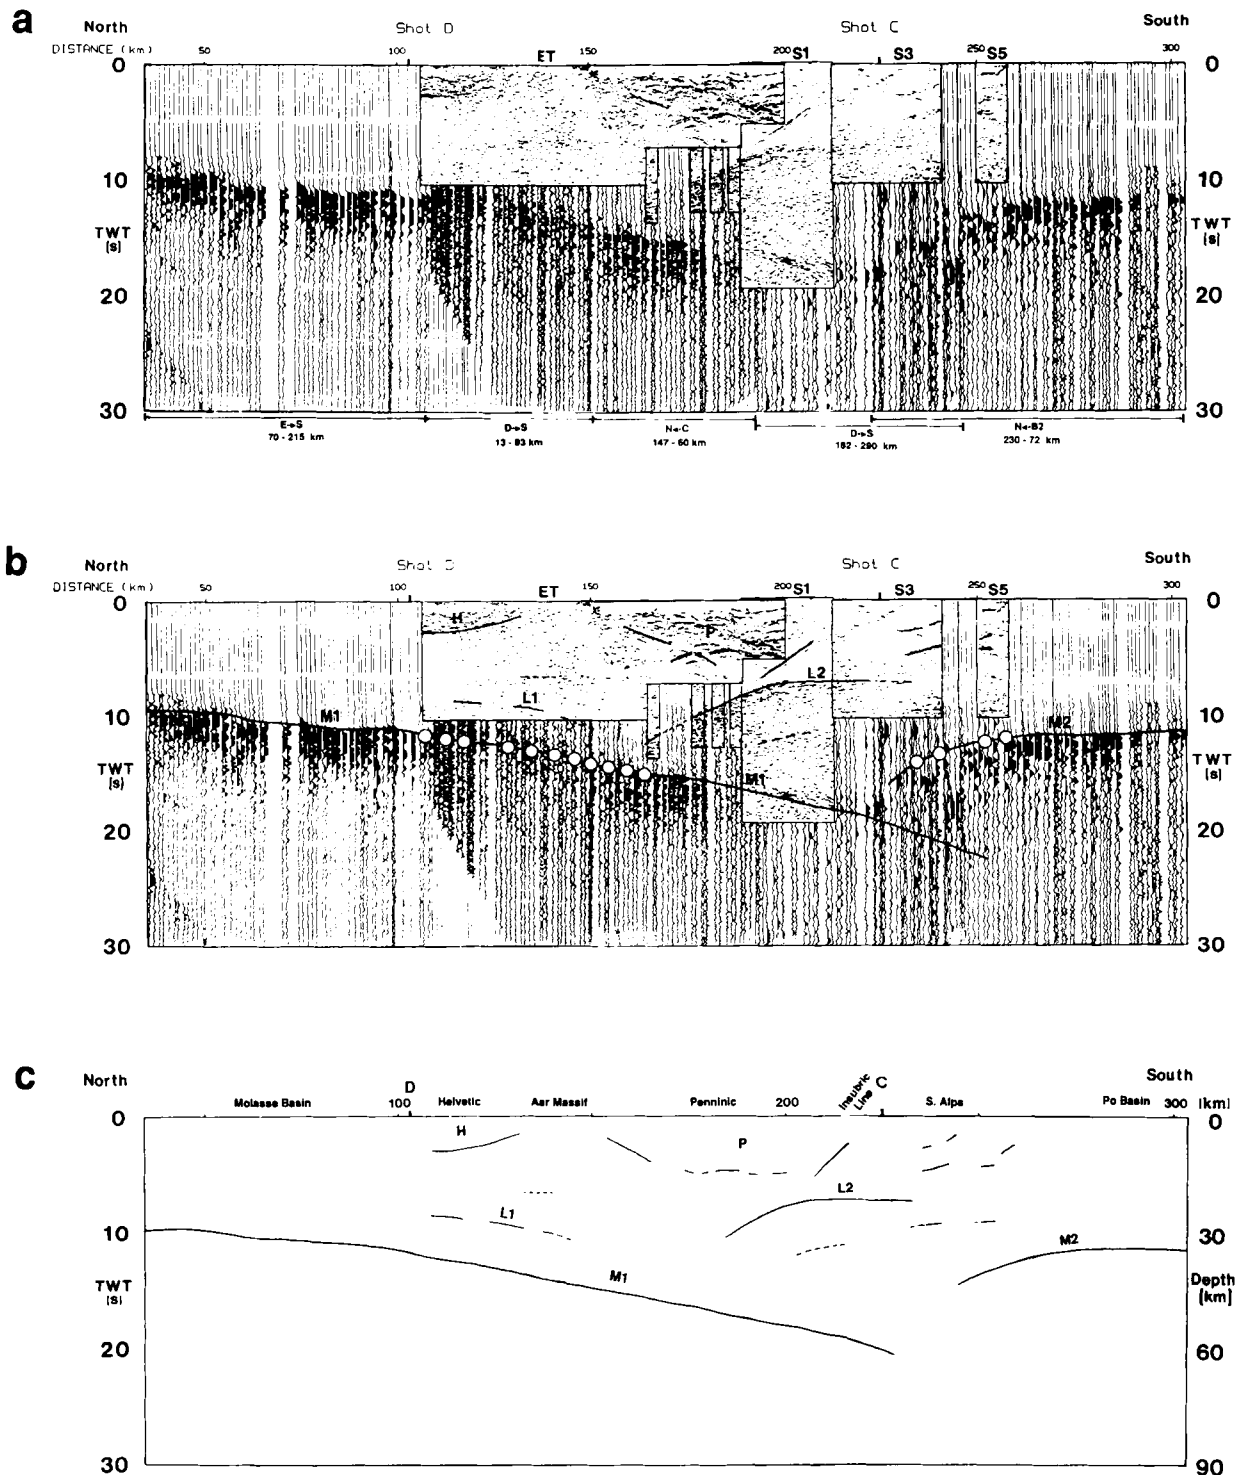 a
North Shot D Shot C South
DISTANCE (km) 50 100 ET 150 200 S1 S3 250 S5 300
0 0
10 10
TWT TWT
[s] [s]
20 20
30 30
E→S D→S N←C D→S N←B2
70 - 215 km 13 - 83 km 147 - 60 km 182 - 290 km 230 - 72 km
b
North Shot D Shot C South
DISTANCE (km) 50 100 ET 150 200 S1 S3 250 S5 300
0 0
H P
L2
L1
10 M1 M2 10
TWT M1 TWT
[s] [s]
20 20
30 30
c
North D Insubric Line C South
Molasse Basin 100 Helvetic Aar Massif Penninic 200 S. Alps Po Basin 300 [km]
0 0
H P
L2
L1
10 M2 30
M1
TWT Depth
[s] [km]
20 60
30 90